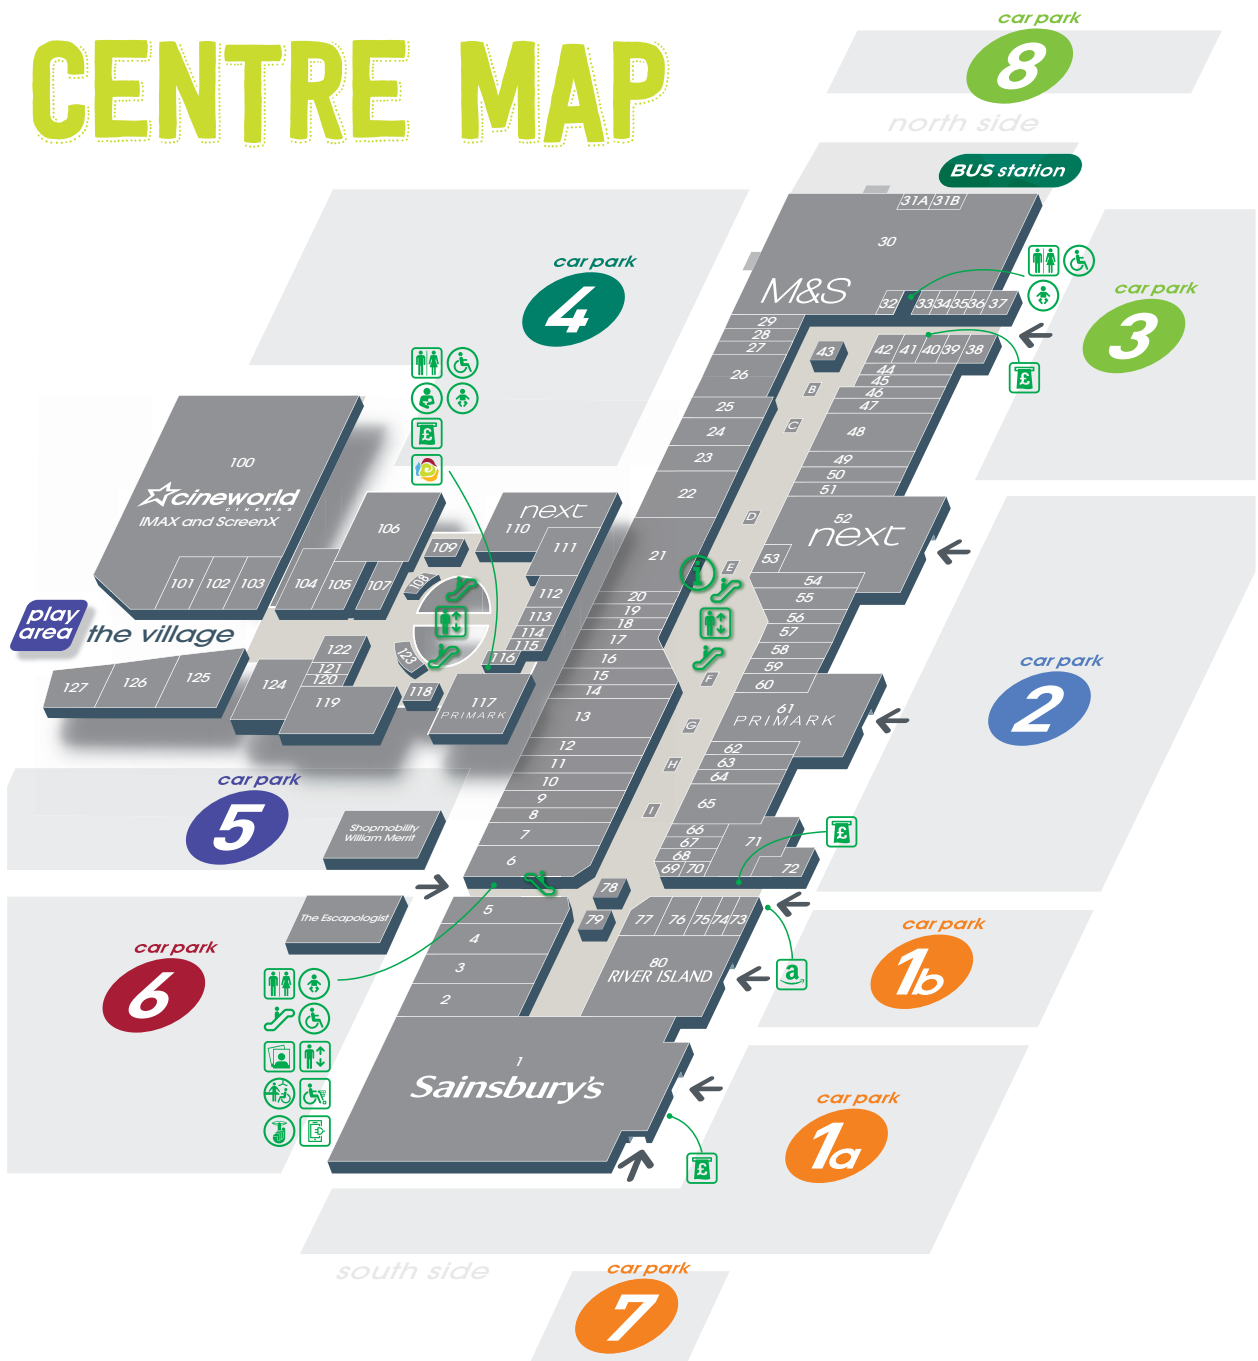 CENTRE MAP
car park
8
north side
BUS station
31A 31B
30
M&S
32 33 34 35 36 37
car park
4
car park
3
29
28
27
26
25
24
23
22
21
20
19
18
17
16
15
14
13
12
11
10
9
8
7
6
43
42 41 40 39 38
44
45
46
47
48
49
50
51
52
next
53
54
55
56
57
58
59
60
61
PRIMARK
62
63
64
65
66
67
68
69 70
71
72
B
C
D
E
F
G
H
I
i
£
£
£
£
100
cineworld
CINEMAS
IMAX and ScreenX
101 102 103
104 105
106
107
108
109
next
110
111
112
113
114
115
116
117
PRIMARK
118
119
120
121
122
123
124
125
126
127
play
area
the village
car park
2
car park
5
Shopmobility
William Merrit
The Escapologist
car park
6
78
79
77 76 75 74 73
80
RIVER ISLAND
5
4
3
2
1
Sainsbury's
a
car park
1b
car park
1a
south side
car park
7